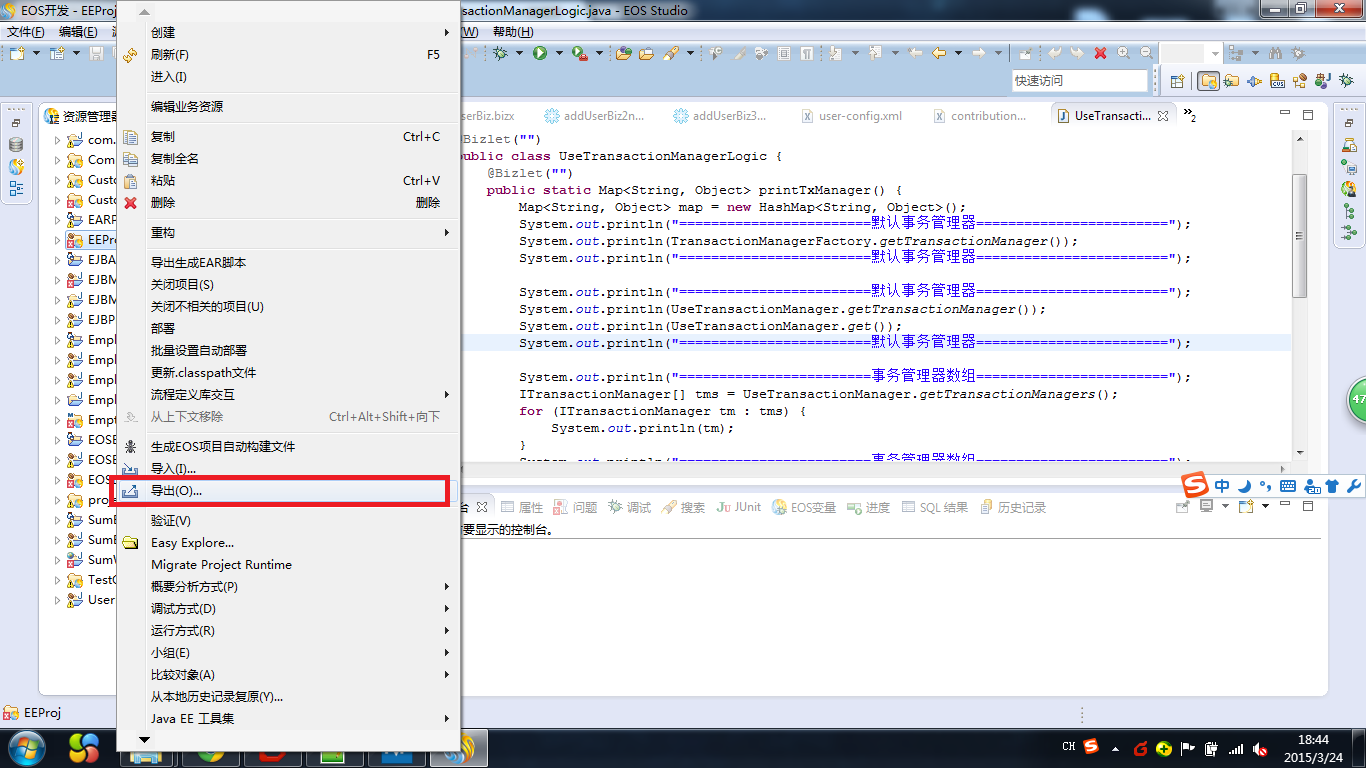 EOS开发 - EEProj
sactionManagerLogic.java - EOS Studio
文件(F) 编辑(E)
(W) 帮助(H)
快速访问
资源管理器
com.
Com
Custo
Custo
EARP
EEPro
EJBA
EJBM
EJBM
EJBP
Empl
Empl
Empl
Empl
Empt
EOSE
EOSE
EOS
proj
SumB
SumE
SumW
TestC
User
创建
刷新(F) F5
进入(I)
编辑业务资源
复制 Ctrl+C
复制全名
粘贴 Ctrl+V
删除 删除
重构
导出生成EAR脚本
关闭项目(S)
关闭不相关的项目(U)
部署
批量设置自动部署
更新.classpath文件
流程定义库交互
从上下文移除 Ctrl+Alt+Shift+向下
生成EOS项目自动构建文件
导入(I)...
导出(O)...
验证(V)
Easy Explore...
Migrate Project Runtime
概要分析方式(P)
调试方式(D)
运行方式(R)
小组(E)
比较对象(A)
从本地历史记录复原(Y)...
Java EE 工具集
serBiz.bizx addUserBiz2n... addUserBiz3... user-config.xml contribution... UseTransacti... »2
@Bizlet("")
public class UseTransactionManagerLogic {
@Bizlet("")
public static Map<String, Object> printTxManager() {
Map<String, Object> map = new HashMap<String, Object>();
System.out.println("========================默认事务管理器========================");
System.out.println(TransactionManagerFactory.getTransactionManager());
System.out.println("========================默认事务管理器========================");
System.out.println("========================默认事务管理器========================");
System.out.println(UseTransactionManager.getTransactionManager());
System.out.println(UseTransactionManager.get());
System.out.println("========================默认事务管理器========================");
System.out.println("========================事务管理器数组========================");
ITransactionManager[] tms = UseTransactionManager.getTransactionManagers();
for (ITransactionManager tm : tms) {
System.out.println(tm);
}
System.out.println("========================事务管理器数组========================");
47
中
台 属性 问题 调试 搜索 JUnit EOS变量 进度 SQL 结果 历史记录
要显示的控制台。
EEProj
CH
18:44
2015/3/24